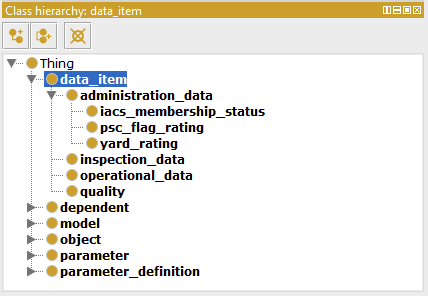 Class hierarchy: data_item
Thing
data_item
administration_data
iacs_membership_status
psc_flag_rating
yard_rating
inspection_data
operational_data
quality
dependent
model
object
parameter
parameter_definition